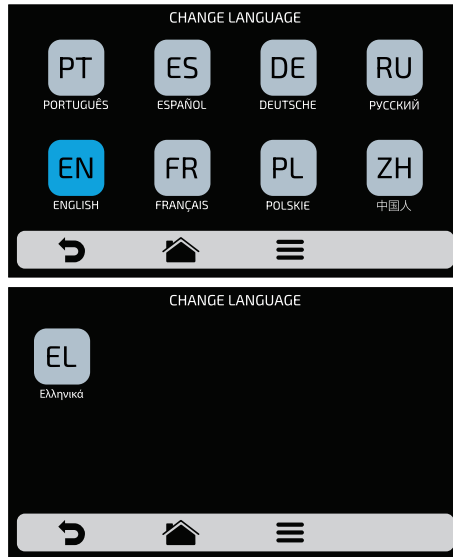 CHANGE LANGUAGE
PT ES DE RU
PORTUGUÊS ESPAÑOL DEUTSCHE РУССКИЙ
EN FR PL ZH
ENGLISH FRANÇAIS POLSKIE 中国人
CHANGE LANGUAGE
EL
Ελληνικά